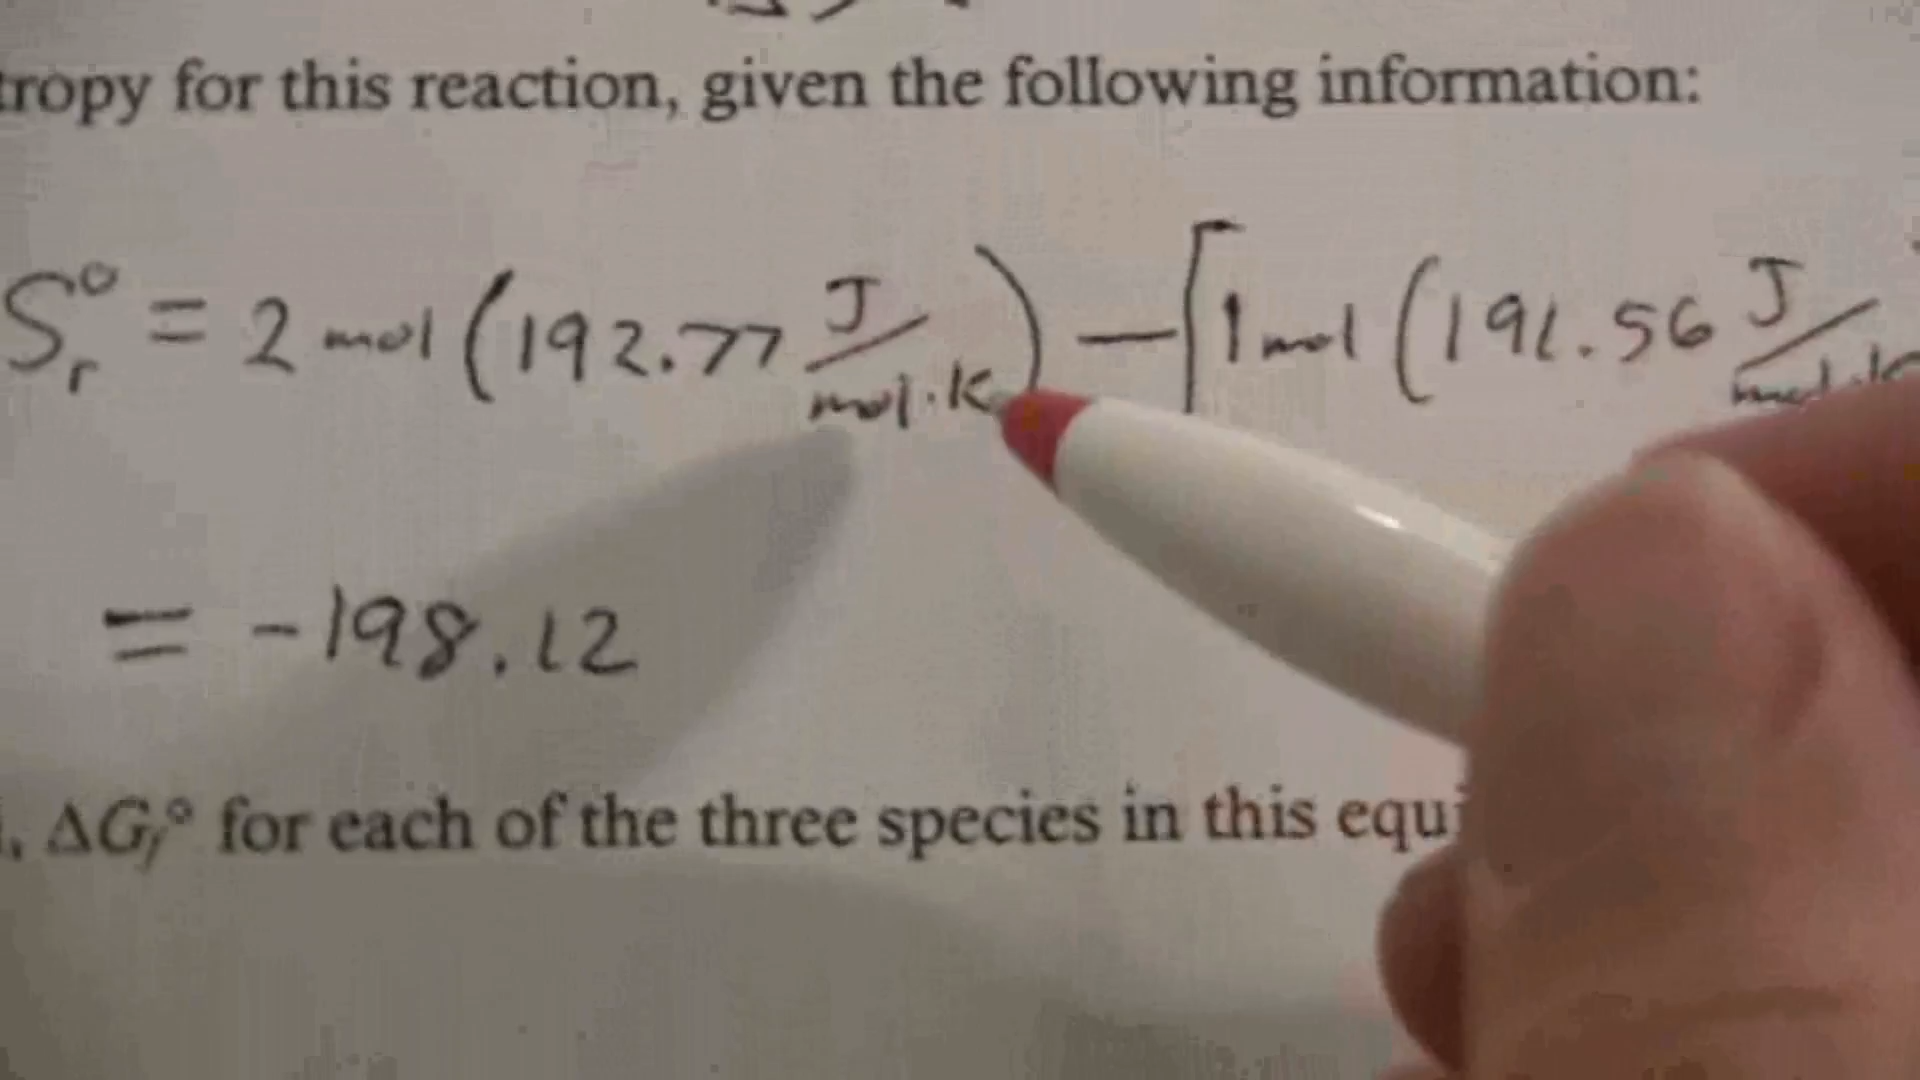 tropy for this reaction, given the following information:
S°r = 2 mol (192.77 J/mol·K) — [1 mol (191.56 J/mol·K
= -198.12
. ΔGf° for each of the three species in this equi